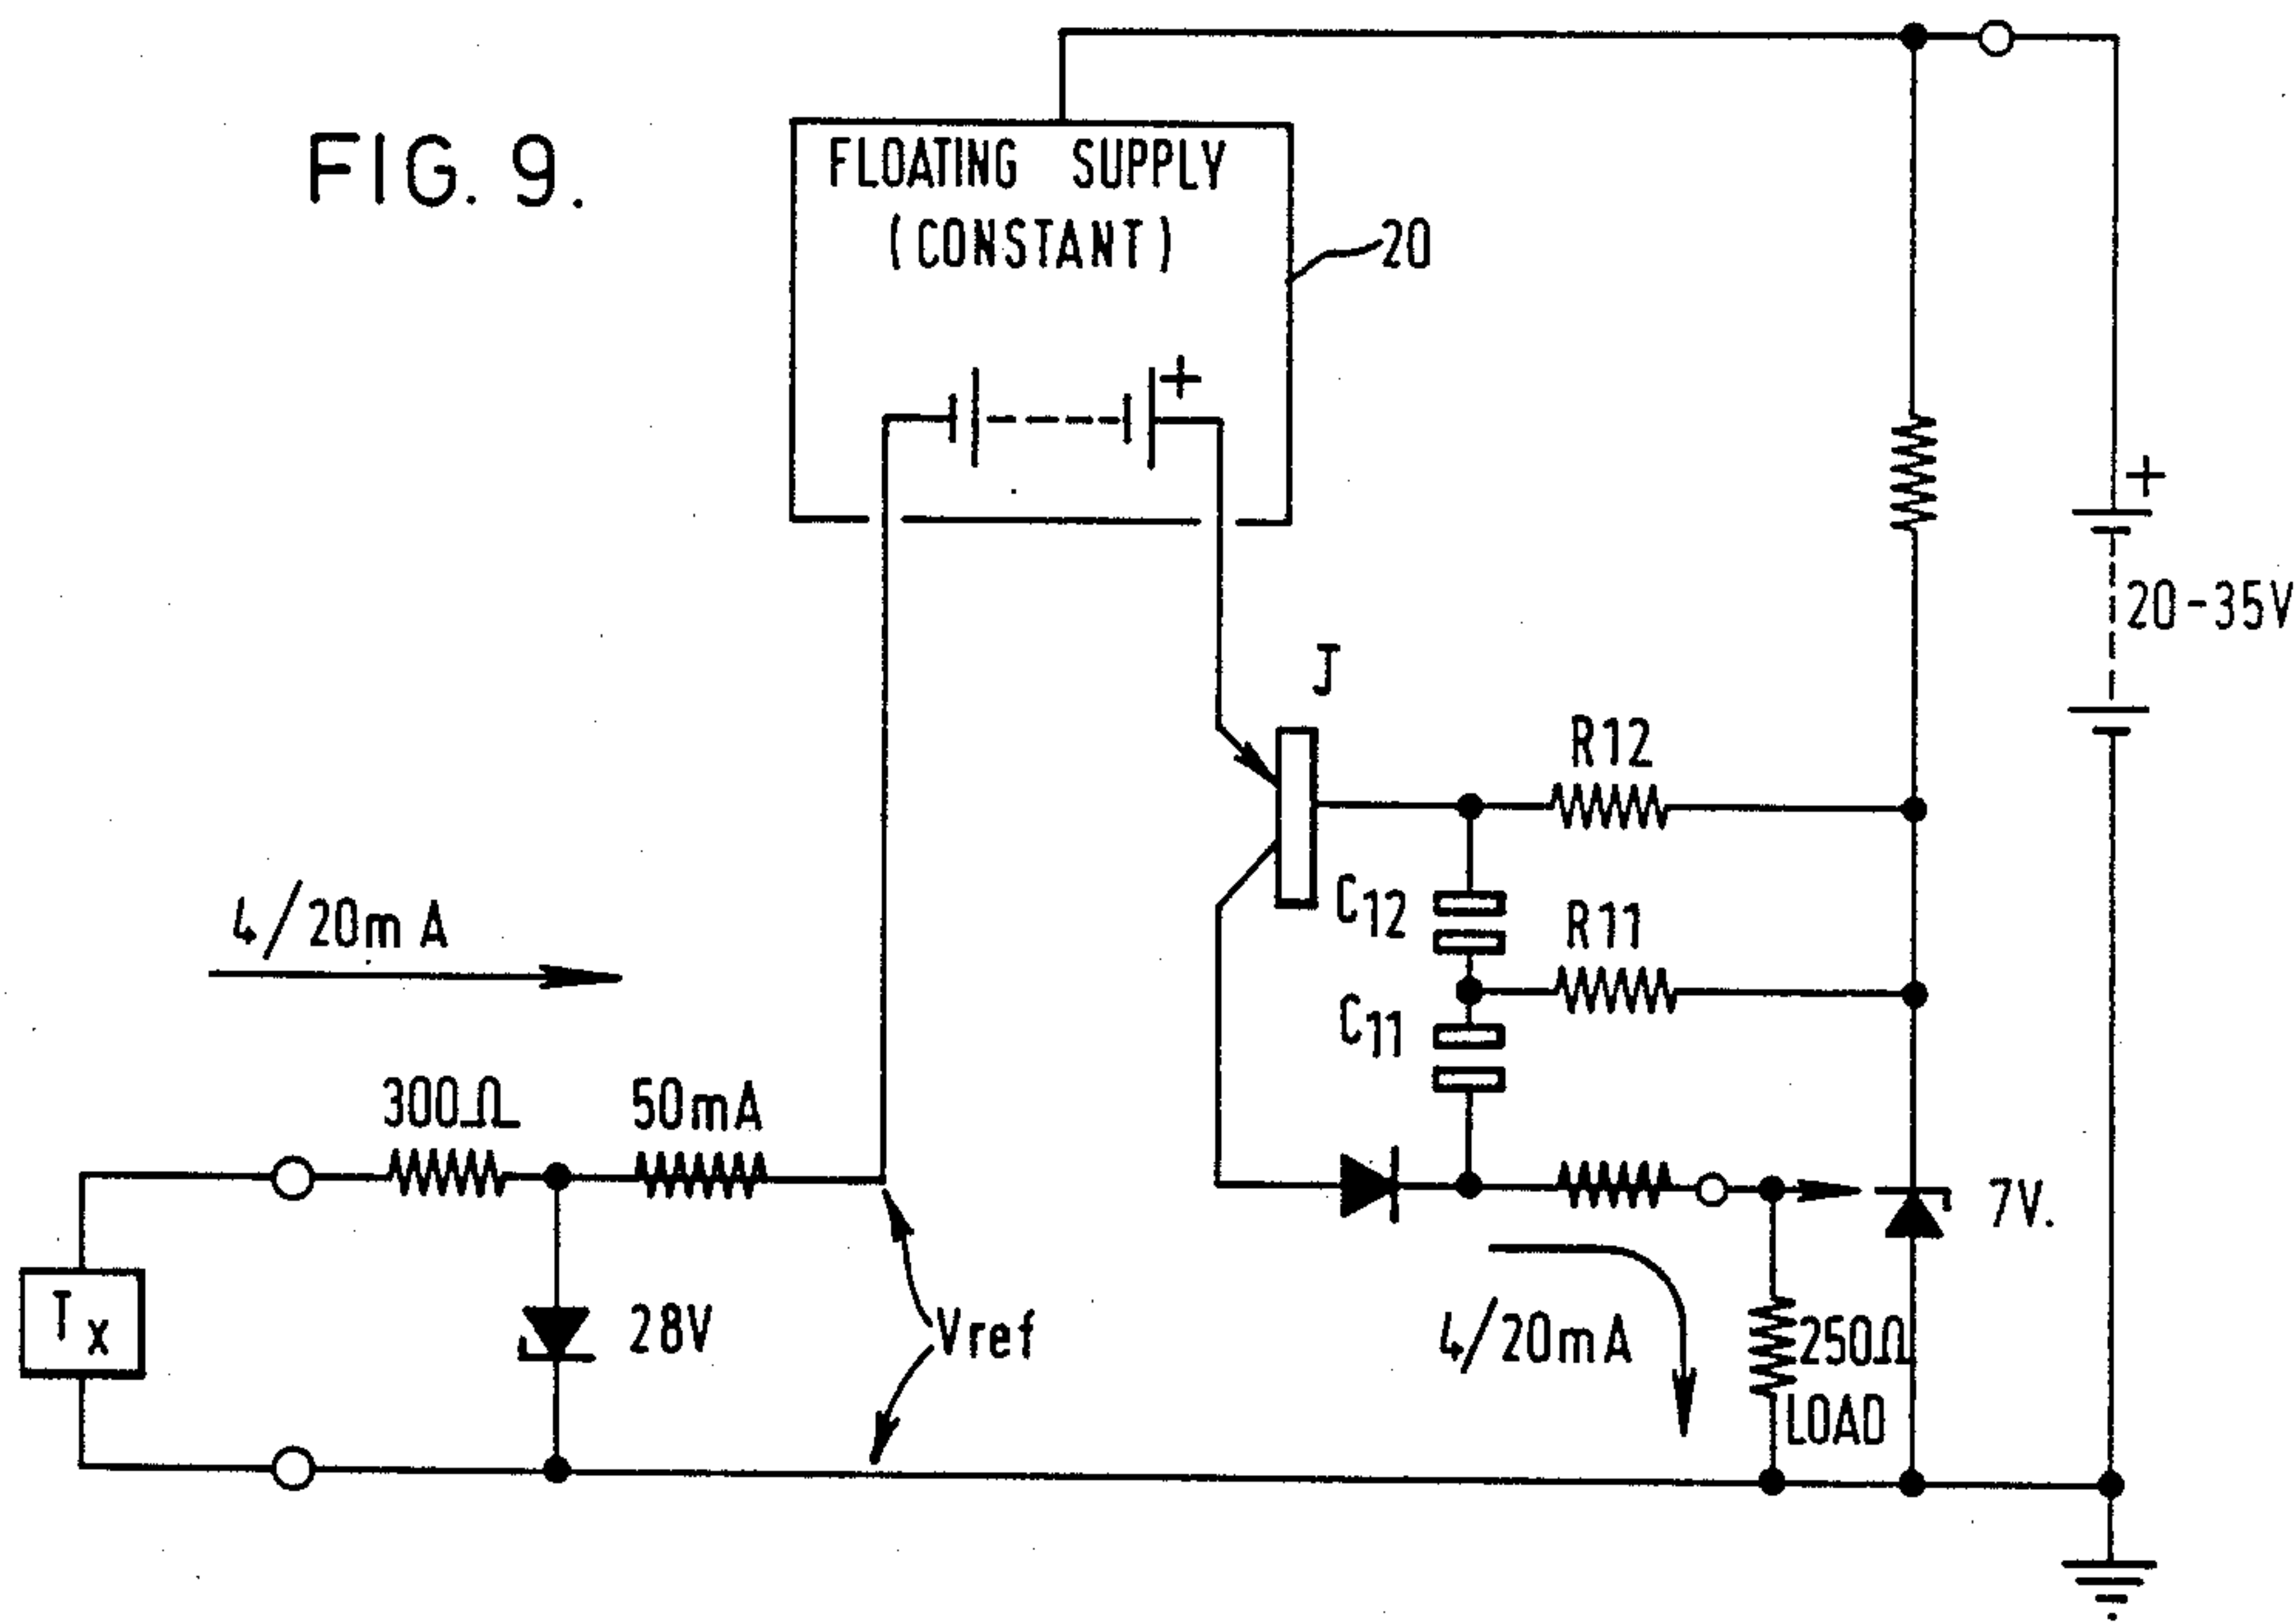 FIG. 9.
FLOATING SUPPLY
(CONSTANT)
20
+
+
20-35V
J
R12
C12
R11
C11
4/20mA
300Ω
50mA
Tx
28V
Vref
7V.
4/20mA
250Ω
LOAD